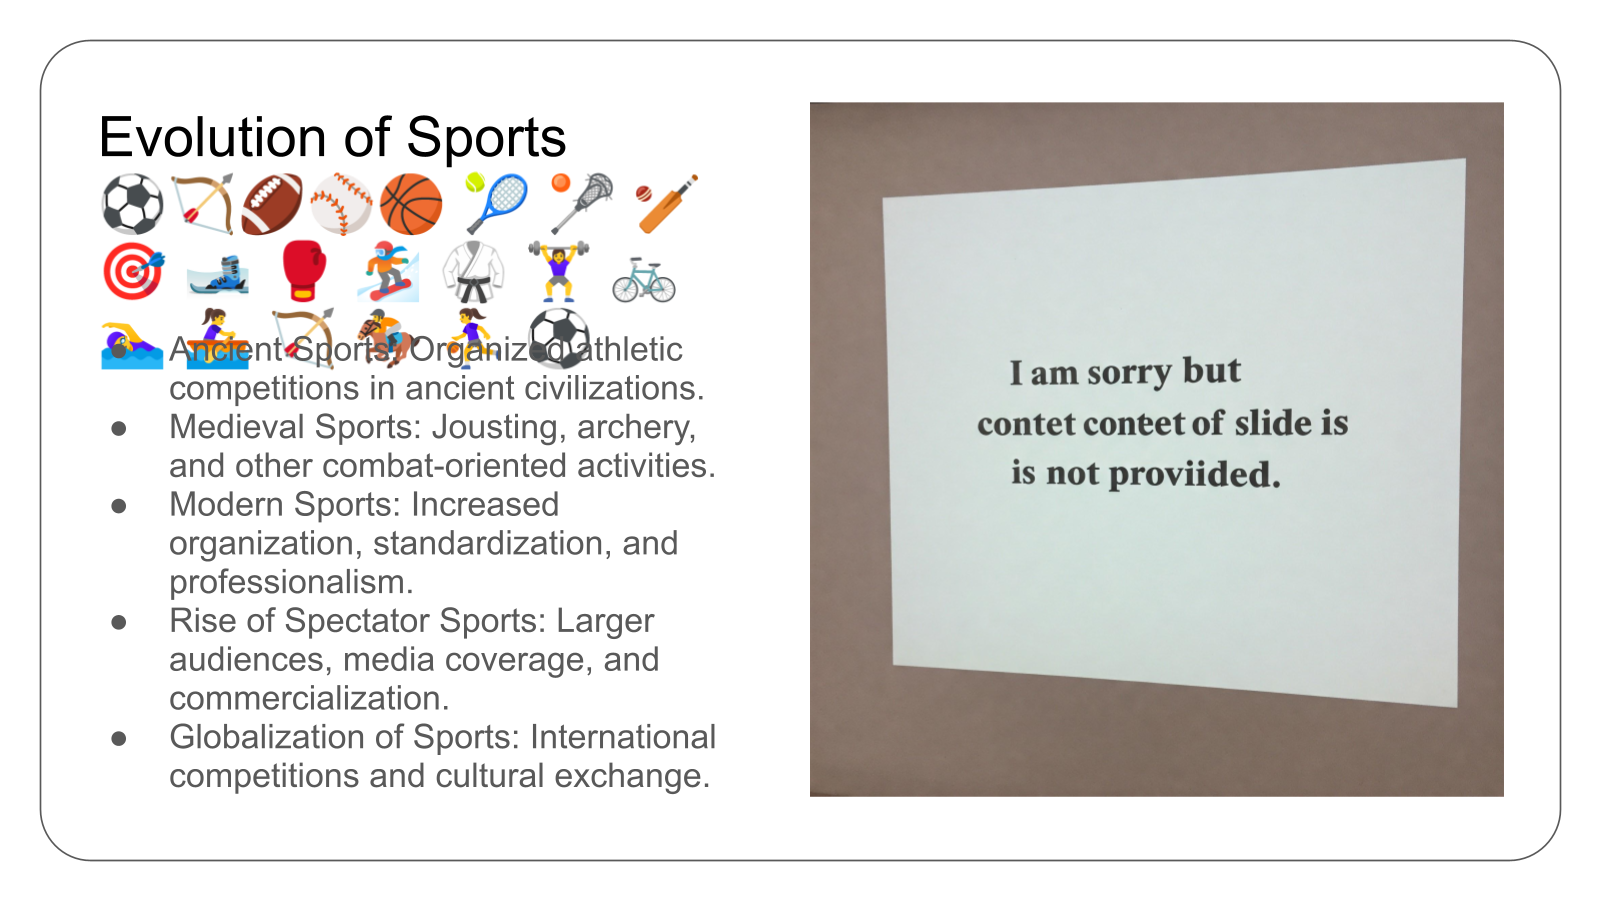 Evolution of Sports
● Ancient Sports: Organized athletic
competitions in ancient civilizations.
● Medieval Sports: Jousting, archery,
and other combat-oriented activities.
● Modern Sports: Increased
organization, standardization, and
professionalism.
● Rise of Spectator Sports: Larger
audiences, media coverage, and
commercialization.
● Globalization of Sports: International
competitions and cultural exchange.
I am sorry but
contet conteet of slide is
is not proviided.